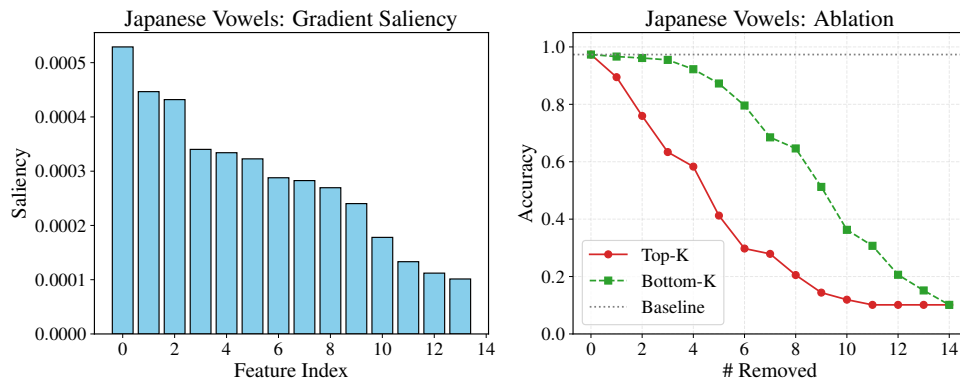 Japanese Vowels: Gradient Saliency
Saliency
0.0005
0.0004
0.0003
0.0002
0.0001
0.0000
0 2 4 6 8 10 12 14
Feature Index
Japanese Vowels: Ablation
Accuracy
1.0
0.8
0.6
0.4
0.2
0.0
Top-K
Bottom-K
Baseline
0 2 4 6 8 10 12 14
# Removed